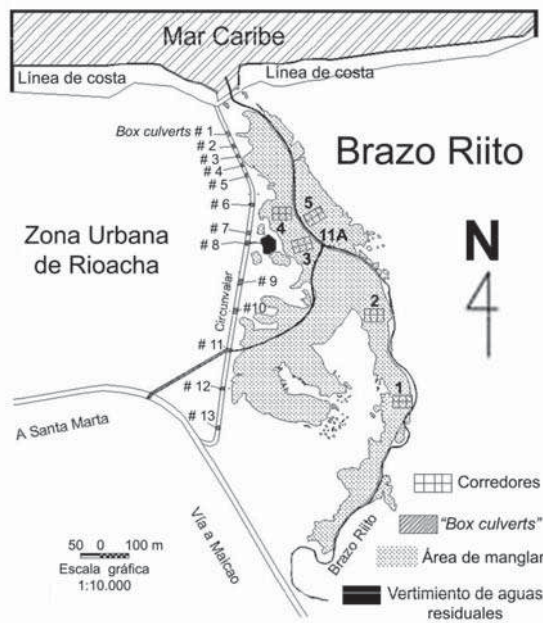 Mar Caribe
Línea de costa
Línea de costa
Box culverts # 1
# 2
# 3
# 4
# 5
# 6
# 7
# 8
# 9
#10
# 11
# 12
# 13
Brazo Riito
Zona Urbana
de Rioacha
Circunvalar
5
4
3
11A
2
1
N
A Santa Marta
Vía a Maicao
Brazo Riito
50 0 100 m
Escala gráfica
1:10.000
Corredores
"Box culverts"
Área de manglar
Vertimiento de aguas
residuales